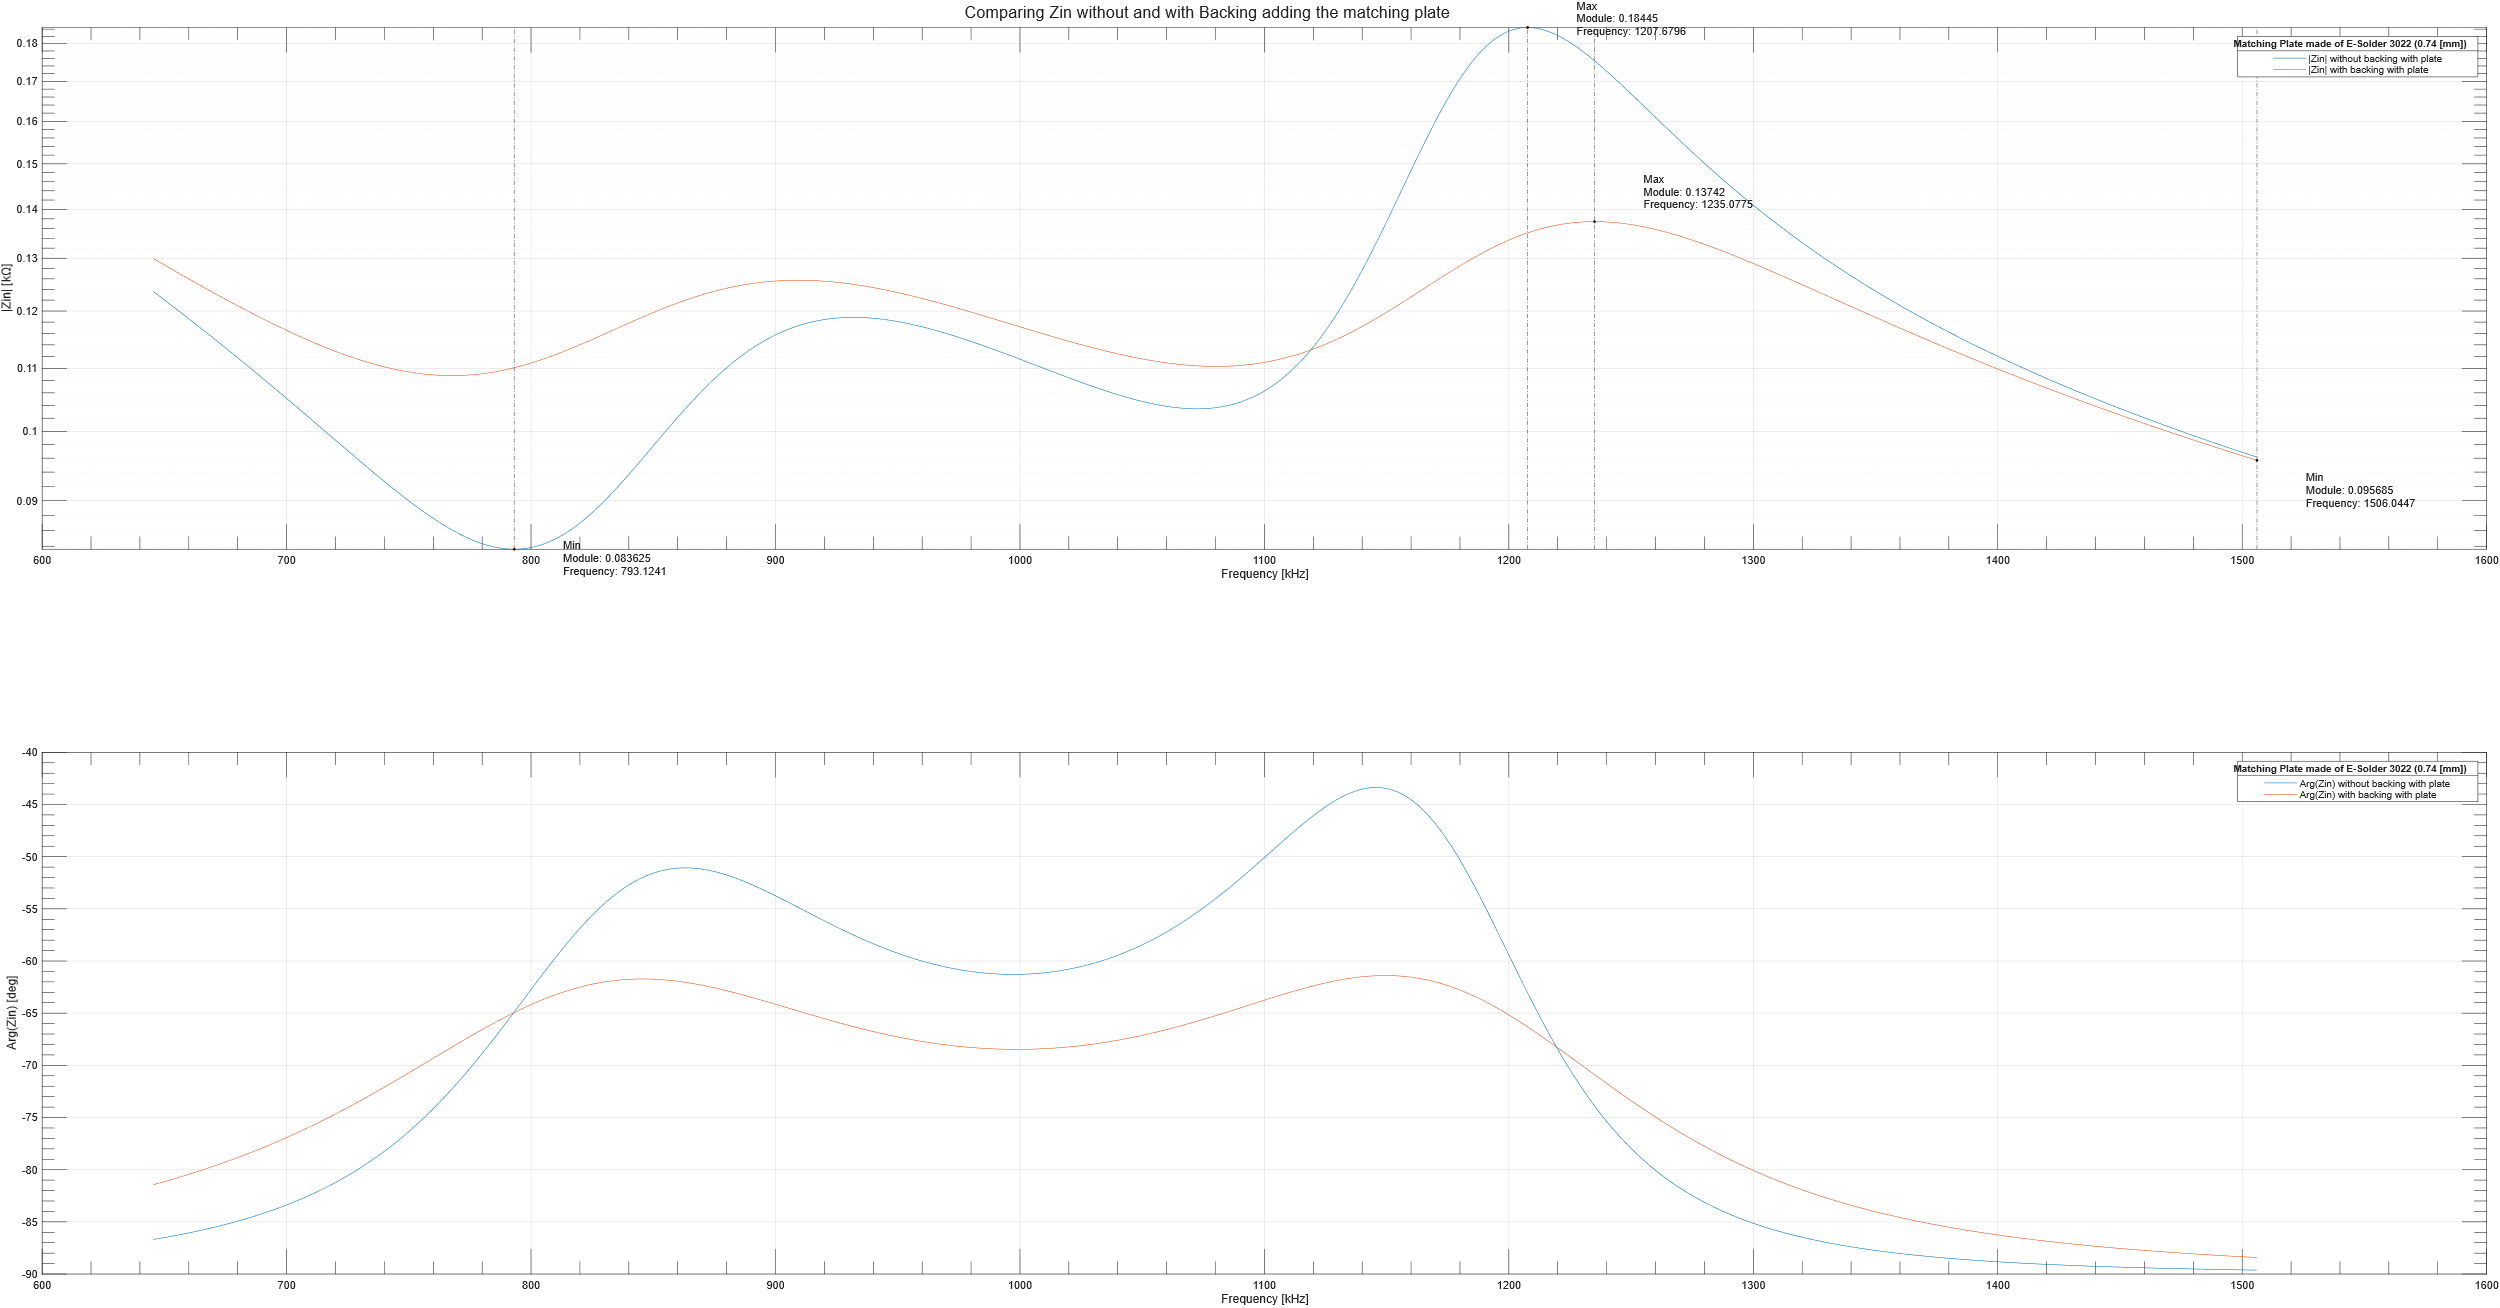 Comparing Zin without and with Backing adding the matching plate
Max
Module: 0.18445
Frequency: 1207.6796
Matching Plate made of E-Solder 3022 (0.74 [mm])
|Zin| without backing with plate
|Zin| with backing with plate
Max
Module: 0.13742
Frequency: 1235.0775
Min
Module: 0.095685
Frequency: 1506.0447
Min
Module: 0.083625
Frequency: 793.1241
0.18
0.17
0.16
0.15
0.14
0.13
0.12
0.11
0.1
0.09
|Zin| [kΩ]
600 700 800 900 1000 1100 1200 1300 1400 1500 1600
Frequency [kHz]
Matching Plate made of E-Solder 3022 (0.74 [mm])
Arg(Zin) without backing with plate
Arg(Zin) with backing with plate
-40
-45
-50
-55
-60
-65
-70
-75
-80
-85
-90
Arg(Zin) [deg]
600 700 800 900 1000 1100 1200 1300 1400 1500 1600
Frequency [kHz]